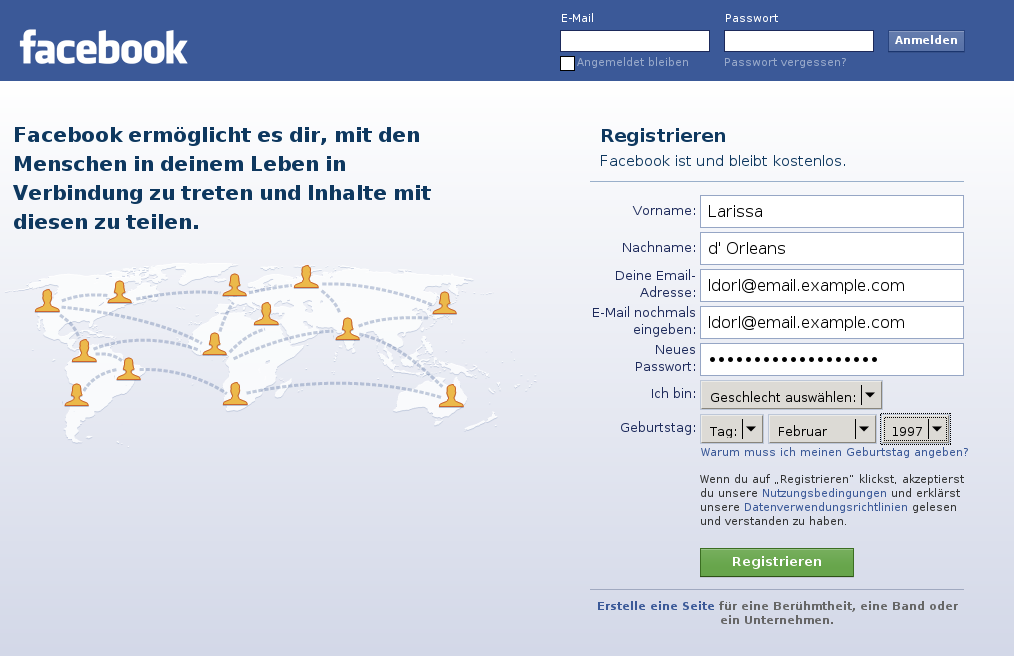 facebook
E-Mail
Passwort
Anmelden
Angemeldet bleiben
Passwort vergessen?
Facebook ermöglicht es dir, mit den
Menschen in deinem Leben in
Verbindung zu treten und Inhalte mit
diesen zu teilen.
Registrieren
Facebook ist und bleibt kostenlos.
Vorname: Larissa
Nachname: d' Orleans
Deine Email-
Adresse: ldorl@email.example.com
E-Mail nochmals
eingeben: ldorl@email.example.com
Neues
Passwort: •••••••••••••••••••
Ich bin: Geschlecht auswählen:
Geburtstag: Tag: Februar 1997
Warum muss ich meinen Geburtstag angeben?
Wenn du auf „Registrieren“ klickst, akzeptierst
du unsere Nutzungsbedingungen und erklärst
unsere Datenverwendungsrichtlinien gelesen
und verstanden zu haben.
Registrieren
Erstelle eine Seite für eine Berühmtheit, eine Band oder
ein Unternehmen.